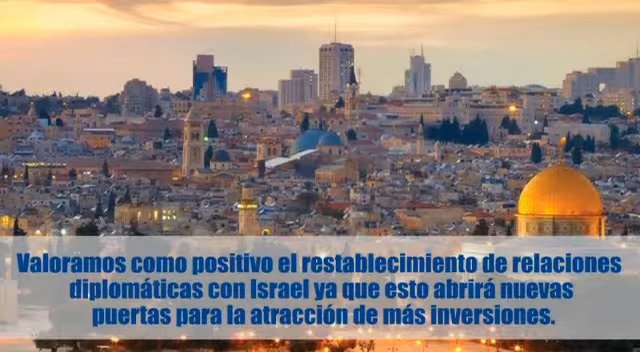 Valoramos como positivo el restablecimiento de relaciones
diplomáticas con Israel ya que esto abrirá nuevas
puertas para la atracción de más inversiones.